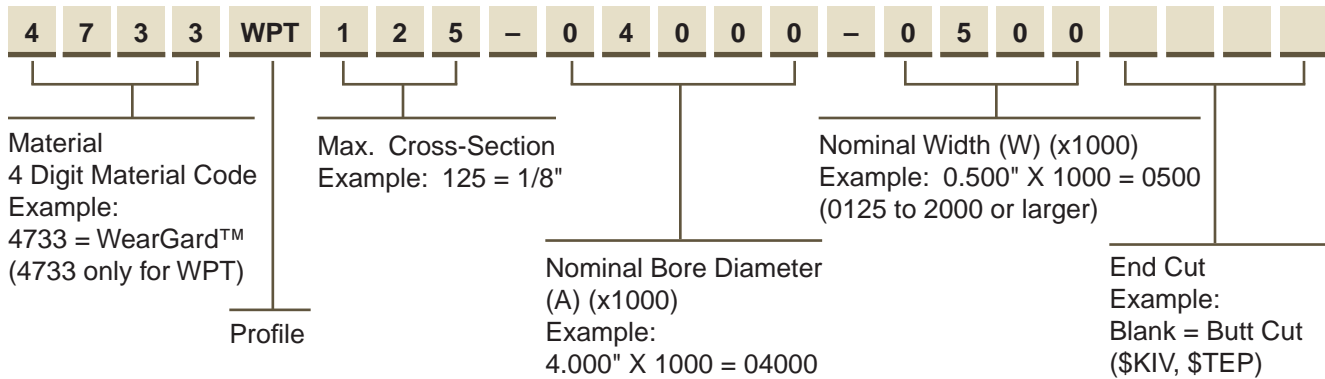 4 7 3 3 WPT 1 2 5 – 0 4 0 0 0 – 0 5 0 0
Material
4 Digit Material Code
Example:
4733 = WearGard™
(4733 only for WPT)
Profile
Max. Cross-Section
Example: 125 = 1/8"
Nominal Bore Diameter
(A) (x1000)
Example:
4.000" X 1000 = 04000
Nominal Width (W) (x1000)
Example: 0.500" X 1000 = 0500
(0125 to 2000 or larger)
End Cut
Example:
Blank = Butt Cut
($KIV, $TEP)